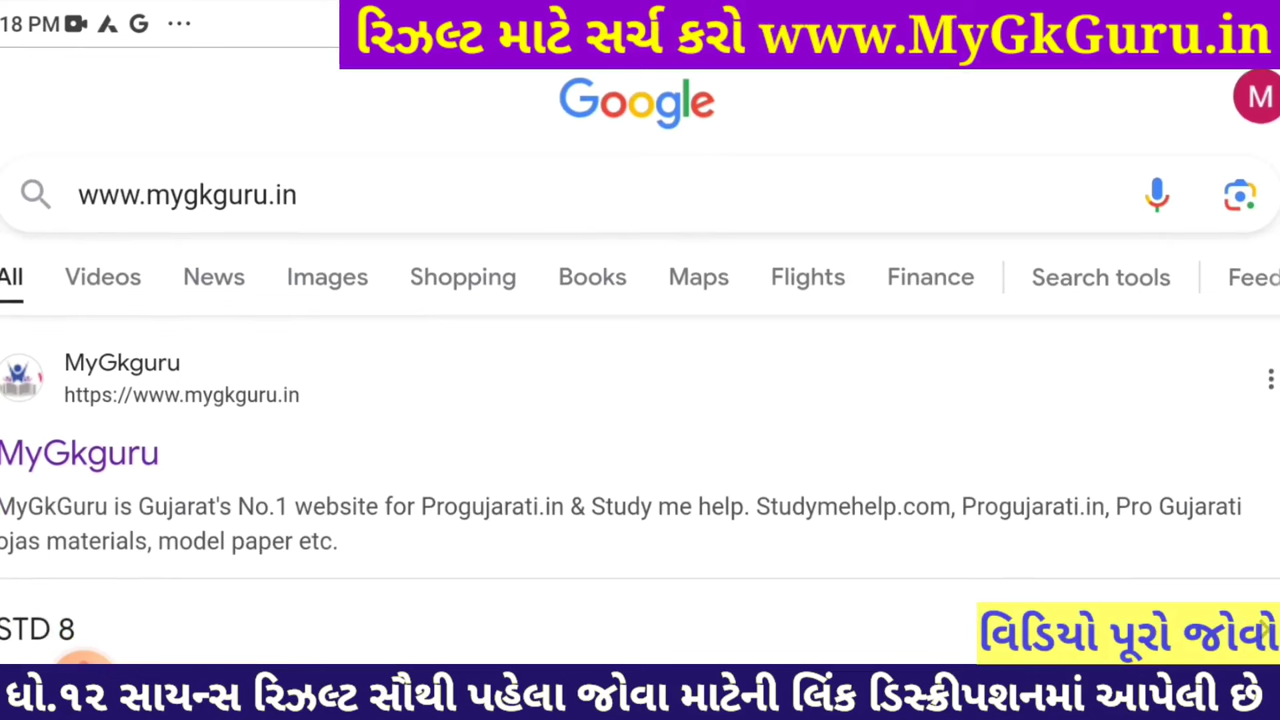 18 PM G ...
રિઝલ્ટ માટે સર્ચ કરો www.MyGkGuru.in
Google
M
www.mygkguru.in
All Videos News Images Shopping Books Maps Flights Finance Search tools Feed
MyGkguru
https://www.mygkguru.in
MyGkguru
MyGkGuru is Gujarat's No.1 website for Progujarati.in & Study me help. Studymehelp.com, Progujarati.in, Pro Gujarati
ojas materials, model paper etc.
STD 8
વિડિયો પૂરો જોવો
ધો.૧૨ સાયન્સ રિઝલ્ટ સૌથી પહેલા જોવા માટેની લિંક ડિસ્ક્રીપશનમાં આપેલી છે